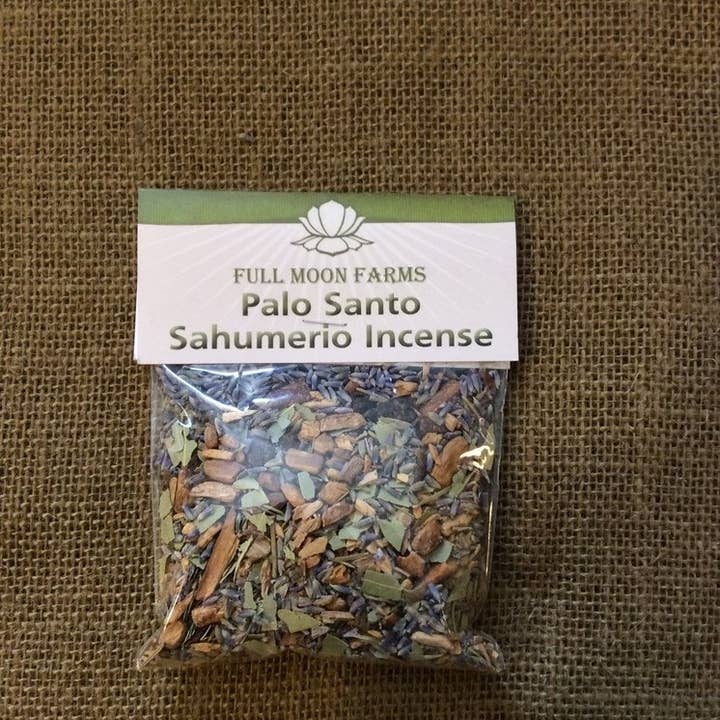 FULL MOON FARMS
Palo Santo
Sahumerio Incense